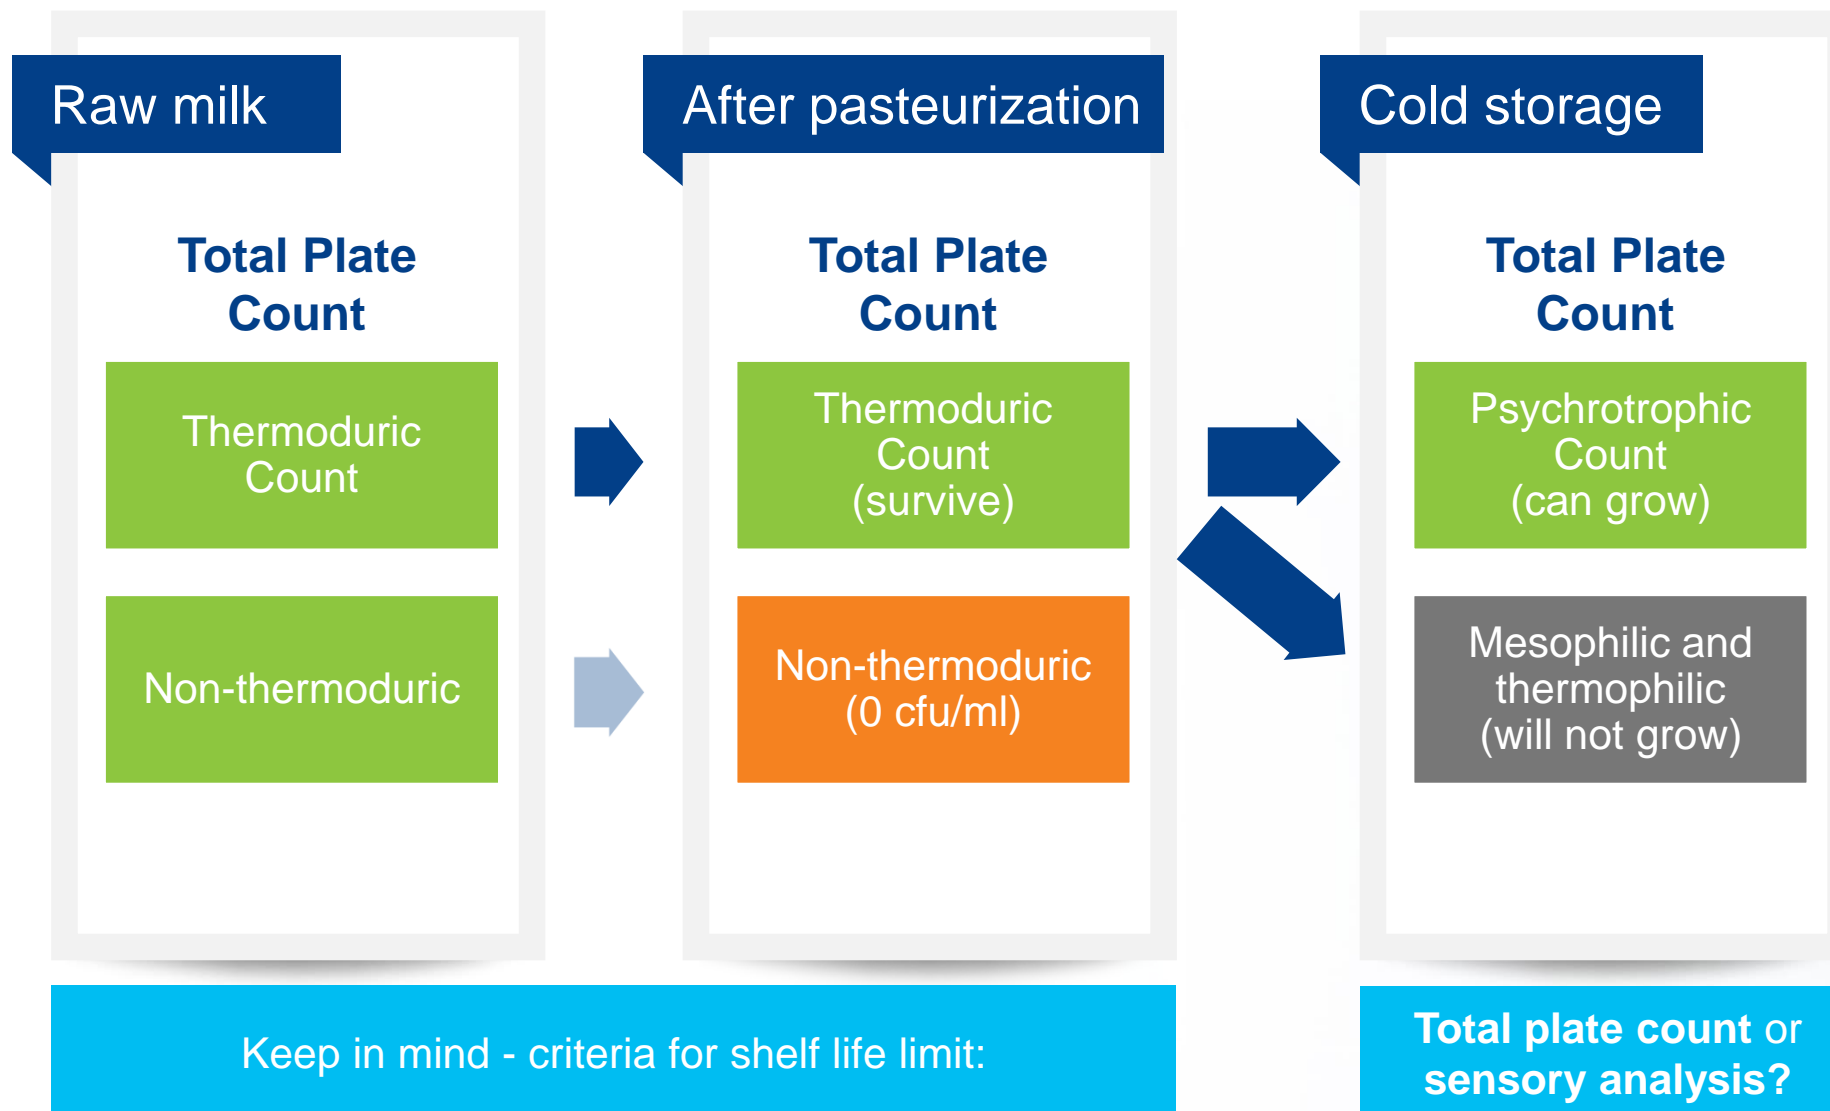 Raw milk
Total Plate
Count
Thermoduric
Count
Non-thermoduric
After pasteurization
Total Plate
Count
Thermoduric
Count
(survive)
Non-thermoduric
(0 cfu/ml)
Cold storage
Total Plate
Count
Psychrotrophic
Count
(can grow)
Mesophilic and
thermophilic
(will not grow)
Keep in mind - criteria for shelf life limit:
Total plate count or
sensory analysis?